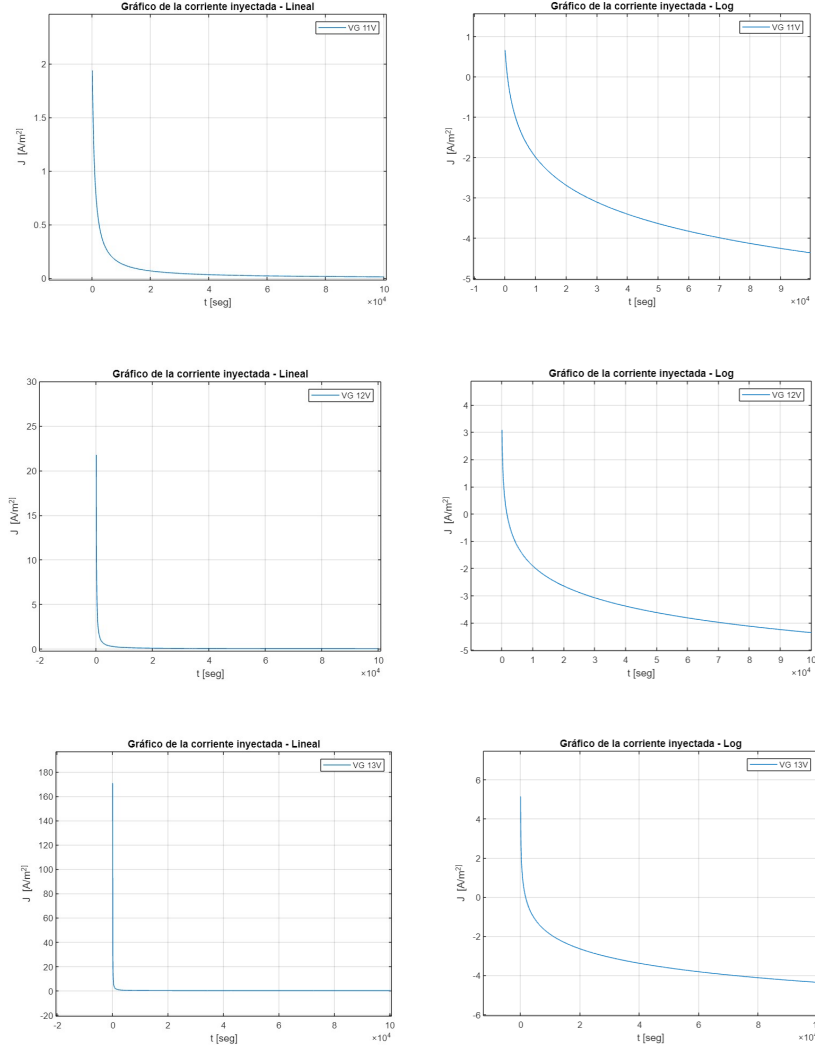 Gráfico de la corriente inyectada - Lineal
VG 11V
2
1.5
1
0.5
0
J [A/m²]
0 2 4 6 8 10
×10⁴
t [seg]
Gráfico de la corriente inyectada - Log
VG 11V
1
0
-1
-2
-3
-4
-5
J [A/m²]
-1 0 1 2 3 4 5 6 7 8 9
×10⁴
t [seg]
Gráfico de la corriente inyectada - Lineal
VG 12V
30
25
20
15
10
5
0
J [A/m²]
-2 0 2 4 6 8 10
×10⁴
t [seg]
Gráfico de la corriente inyectada - Log
VG 12V
4
3
2
1
0
-1
-2
-3
-4
-5
J [A/m²]
0 1 2 3 4 5 6 7 8 9 10
×10⁴
t [seg]
Gráfico de la corriente inyectada - Lineal
VG 13V
180
160
140
120
100
80
60
40
20
0
-20
J [A/m²]
-2 0 2 4 6 8 10
×10⁴
t [seg]
Gráfico de la corriente inyectada - Log
VG 13V
6
4
2
0
-2
-4
-6
J [A/m²]
0 2 4 6 8
×10⁴
t [seg]